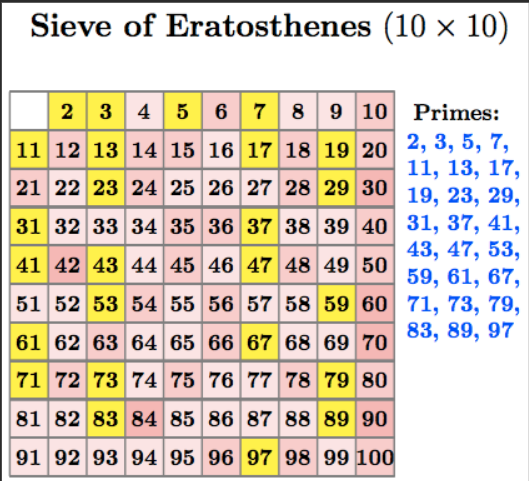 Sieve of Eratosthenes (10 × 10)
2 3 4 5 6 7 8 9 10
11 12 13 14 15 16 17 18 19 20
21 22 23 24 25 26 27 28 29 30
31 32 33 34 35 36 37 38 39 40
41 42 43 44 45 46 47 48 49 50
51 52 53 54 55 56 57 58 59 60
61 62 63 64 65 66 67 68 69 70
71 72 73 74 75 76 77 78 79 80
81 82 83 84 85 86 87 88 89 90
91 92 93 94 95 96 97 98 99 100
Primes:
2, 3, 5, 7,
11, 13, 17,
19, 23, 29,
31, 37, 41,
43, 47, 53,
59, 61, 67,
71, 73, 79,
83, 89, 97